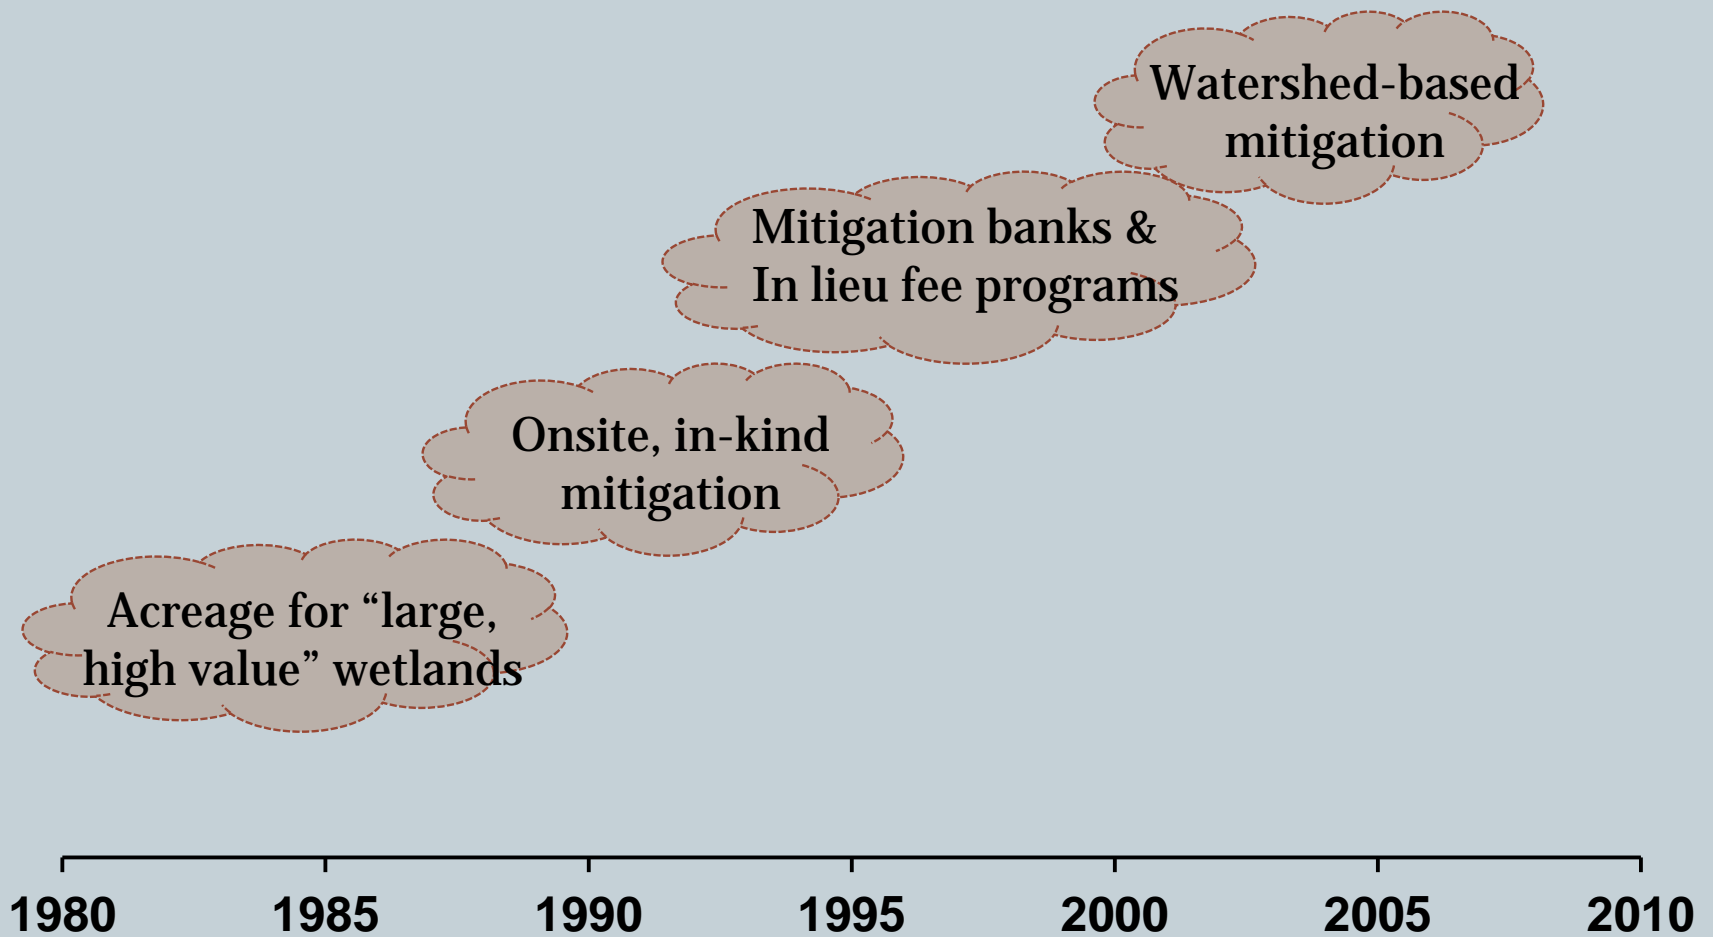 Watershed-based
mitigation
Mitigation banks &
In lieu fee programs
Onsite, in-kind
mitigation
Acreage for “large,
high value” wetlands
1980 1985 1990 1995 2000 2005 2010